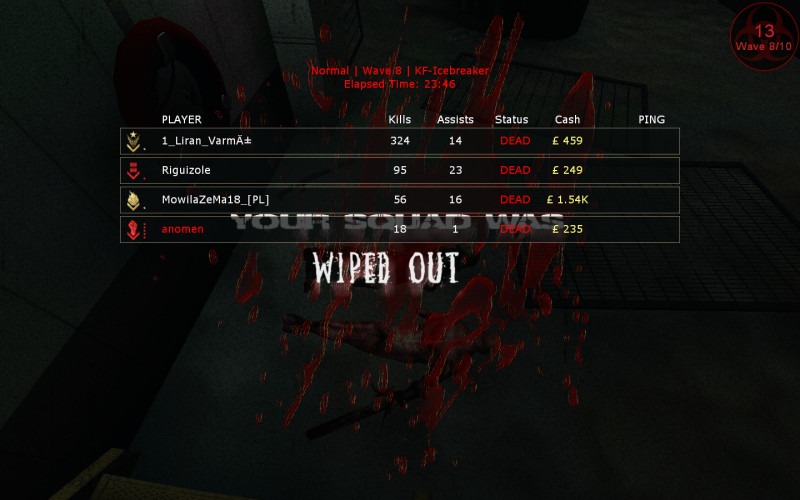 13
Wave 8/10
Normal | Wave 8 | KF-Icebreaker
Elapsed Time: 23:46
PLAYER Kills Assists Status Cash PING
1_Liran_VarmÄ± 324 14 DEAD £ 459
Riguizole 95 23 DEAD £ 249
MowilaZeMa18_[PL] 56 16 DEAD £ 1.54K
YOUR SQUAD WAS
anomen 18 1 DEAD £ 235
WIPED OUT